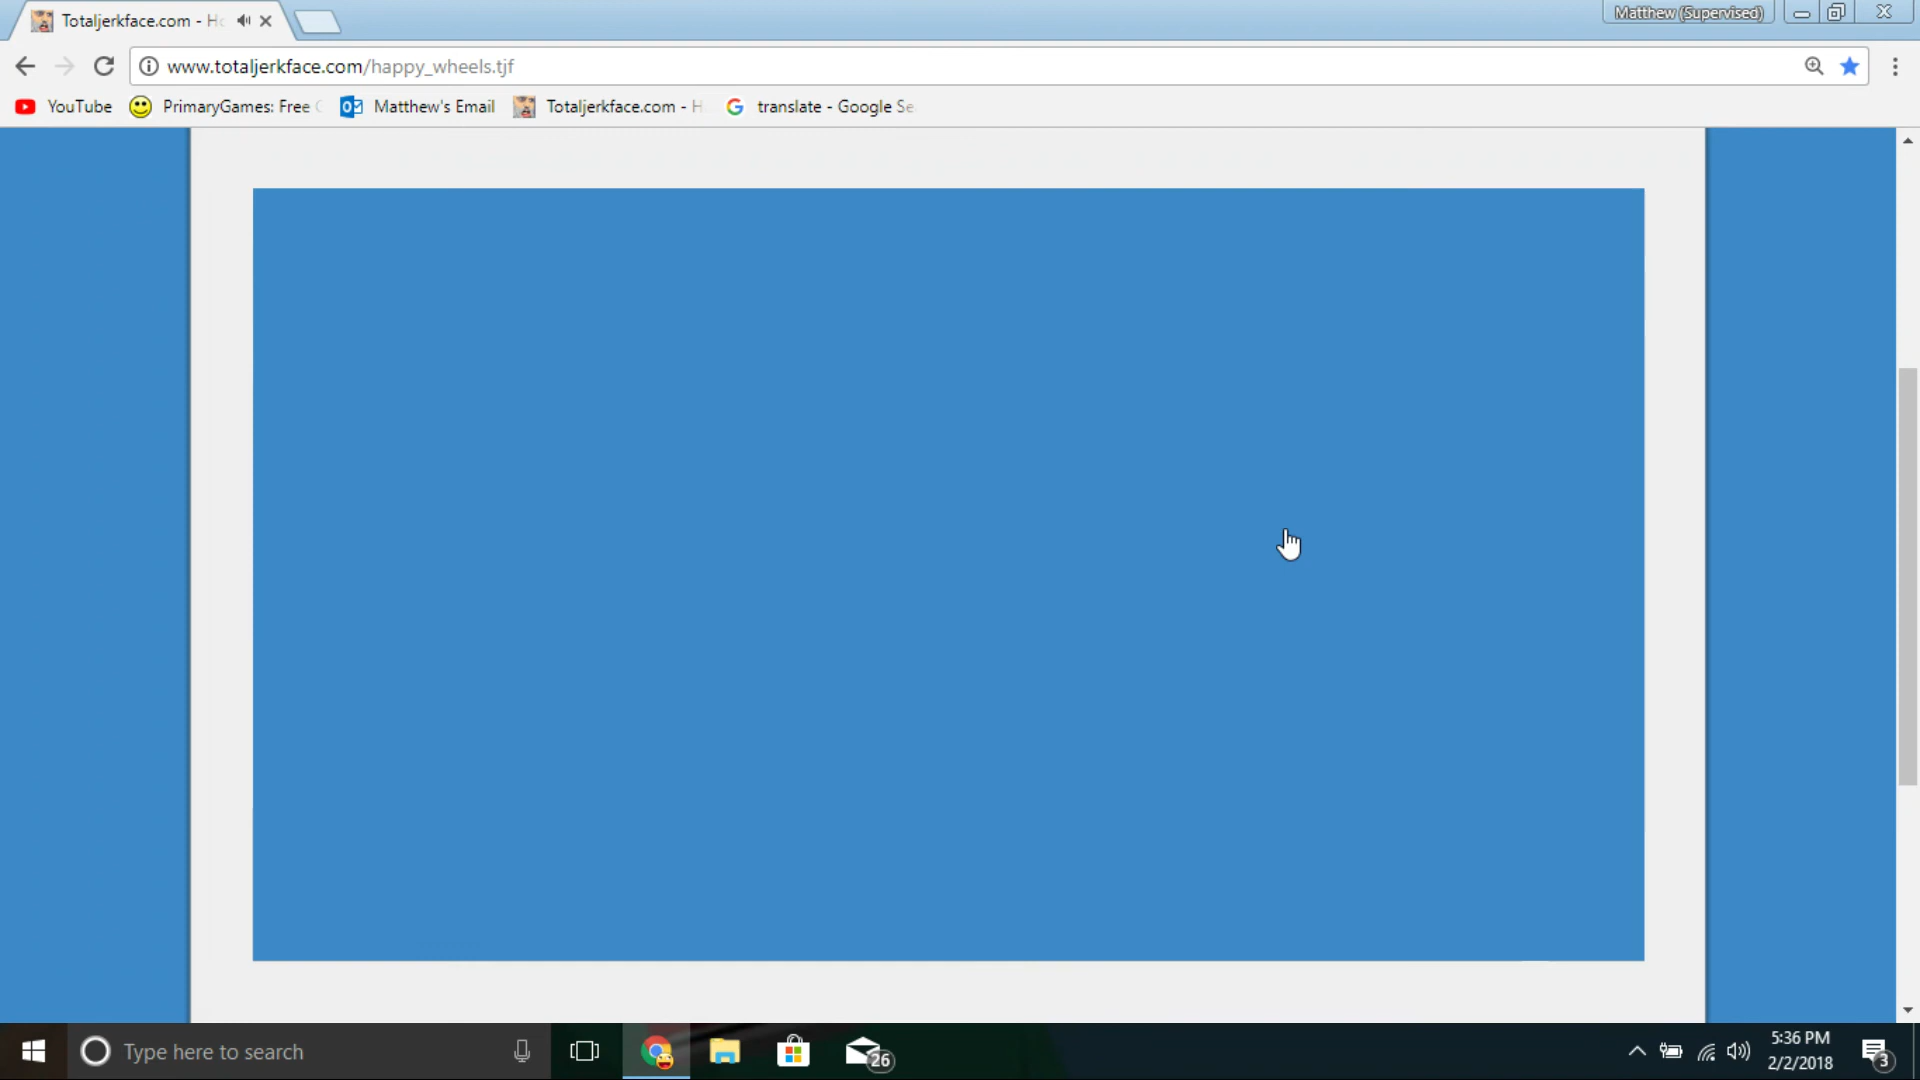 Totaljerkface.com - Ho
Matthew (Supervised)
www.totaljerkface.com/happy_wheels.tjf
YouTube
PrimaryGames: Free
Matthew's Email
Totaljerkface.com - H
translate - Google Se
Type here to search
26
5:36 PM
2/2/2018
3